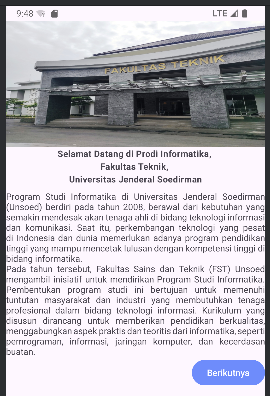 9:48
LTE
FAKULTAS TEKNIK
Selamat Datang di Prodi Informatika,
Fakultas Teknik,
Universitas Jenderal Soedirman
Program Studi Informatika di Universitas Jenderal Soedirman
(Unsoeo) berdiri pada tahun 2008, berawal dari kebutuhan yang
semakin mendesak akan tenaga ahli di bidang teknologi informasi
dan komunikasi. Saat itu, perkembangan teknologi yang pesat
di Indonesia dan dunia memerlukan adanya program pendidikan
tinggi yang mampu mencetak lulusan dengan kompetensi tinggi di
bidang informatika.
Pada tahun tersebut, Fakultas Sains dan Teknik (FST) Unsoed
mengambil inisiatif untuk mendirikan Program Studi Informatika.
Pembentukan program studi ini bertujuan untuk memenuhi
tuntutan masyarakat dan industri yang membutuhkan tenaga
profesional dalam bidang teknologi informasi. Kurikulum yang
disusun dirancang untuk memberikan pendidikan berkualitas,
menggabungkan aspek praktis dan teoritis dari informatika, seperti
pemrograman, informasi, jaringan komputer, dan kecerdasan
buatan.
Berikutnya